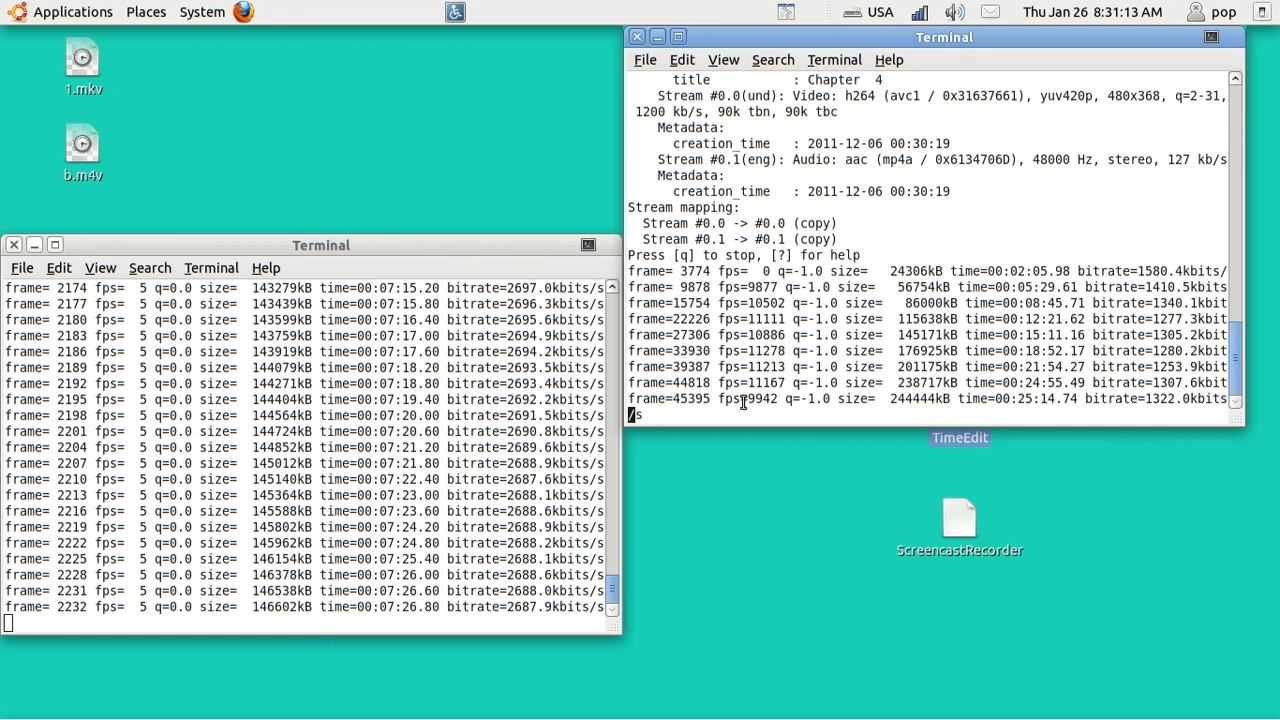 Applications Places System USA Thu Jan 26 8:31:13 AM pop
1.mkv
b.m4v
Terminal
File Edit View Search Terminal Help
title : Chapter 4
Stream #0.0(und): Video: h264 (avc1 / 0x31637661), yuv420p, 480x368, q=2-31,
1200 kb/s, 90k tbn, 90k tbc
Metadata:
creation_time : 2011-12-06 00:30:19
Stream #0.1(eng): Audio: aac (mp4a / 0x6134706D), 48000 Hz, stereo, 127 kb/s
Metadata:
creation_time : 2011-12-06 00:30:19
Stream mapping:
Stream #0.0 -> #0.0 (copy)
Stream #0.1 -> #0.1 (copy)
Press [q] to stop, [?] for help
frame= 3774 fps= 0 q=-1.0 size= 24306kB time=00:02:05.98 bitrate=1580.4kbits/
frame= 9878 fps=9877 q=-1.0 size= 56754kB time=00:05:29.61 bitrate=1410.5kbits
frame=15754 fps=10502 q=-1.0 size= 86000kB time=00:08:45.71 bitrate=1340.1kbit
frame=22226 fps=11111 q=-1.0 size= 115638kB time=00:12:21.62 bitrate=1277.3kbi
frame=27306 fps=10886 q=-1.0 size= 145171kB time=00:15:11.16 bitrate=1305.2kbi
frame=33930 fps=11278 q=-1.0 size= 176925kB time=00:18:52.17 bitrate=1280.2kbi
frame=39387 fps=11213 q=-1.0 size= 201175kB time=00:21:54.27 bitrate=1253.9kbi
frame=44818 fps=11167 q=-1.0 size= 238717kB time=00:24:55.49 bitrate=1307.6kbi
frame=45395 fps=9942 q=-1.0 size= 244444kB time=00:25:14.74 bitrate=1322.0kbits
/s
Terminal
File Edit View Search Terminal Help
frame= 2174 fps= 5 q=0.0 size= 143279kB time=00:07:15.20 bitrate=2697.0kbits/s
frame= 2177 fps= 5 q=0.0 size= 143439kB time=00:07:15.80 bitrate=2696.3kbits/s
frame= 2180 fps= 5 q=0.0 size= 143599kB time=00:07:16.40 bitrate=2695.6kbits/s
frame= 2183 fps= 5 q=0.0 size= 143759kB time=00:07:17.00 bitrate=2694.9kbits/s
frame= 2186 fps= 5 q=0.0 size= 143919kB time=00:07:17.60 bitrate=2694.2kbits/s
frame= 2189 fps= 5 q=0.0 size= 144079kB time=00:07:18.20 bitrate=2693.5kbits/s
frame= 2192 fps= 5 q=0.0 size= 144271kB time=00:07:18.80 bitrate=2693.4kbits/s
frame= 2195 fps= 5 q=0.0 size= 144404kB time=00:07:19.40 bitrate=2692.2kbits/s
frame= 2198 fps= 5 q=0.0 size= 144564kB time=00:07:20.00 bitrate=2691.5kbits/s
frame= 2201 fps= 5 q=0.0 size= 144724kB time=00:07:20.60 bitrate=2690.8kbits/s
frame= 2204 fps= 5 q=0.0 size= 144852kB time=00:07:21.20 bitrate=2689.6kbits/s
frame= 2207 fps= 5 q=0.0 size= 145012kB time=00:07:21.80 bitrate=2688.9kbits/s
frame= 2210 fps= 5 q=0.0 size= 145140kB time=00:07:22.40 bitrate=2687.6kbits/s
frame= 2213 fps= 5 q=0.0 size= 145364kB time=00:07:23.00 bitrate=2688.1kbits/s
frame= 2216 fps= 5 q=0.0 size= 145588kB time=00:07:23.60 bitrate=2688.6kbits/s
frame= 2219 fps= 5 q=0.0 size= 145802kB time=00:07:24.20 bitrate=2688.9kbits/s
frame= 2222 fps= 5 q=0.0 size= 145962kB time=00:07:24.80 bitrate=2688.2kbits/s
frame= 2225 fps= 5 q=0.0 size= 146154kB time=00:07:25.40 bitrate=2688.1kbits/s
frame= 2228 fps= 5 q=0.0 size= 146378kB time=00:07:26.00 bitrate=2688.6kbits/s
frame= 2231 fps= 5 q=0.0 size= 146538kB time=00:07:26.60 bitrate=2688.0kbits/s
frame= 2232 fps= 5 q=0.0 size= 146602kB time=00:07:26.80 bitrate=2687.9kbits/s
TimeEdit
ScreencastRecorder